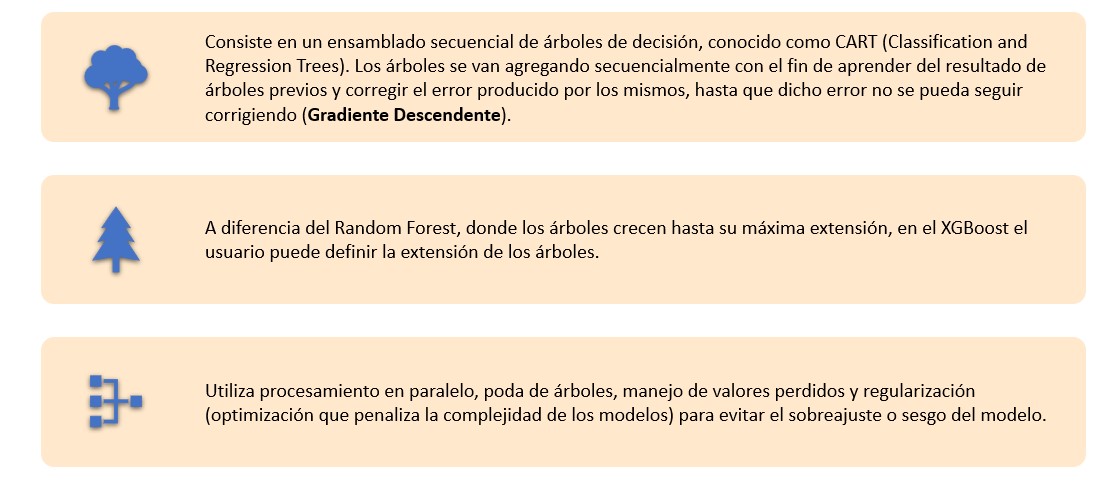 Consiste en un ensamblado secuencial de árboles de decisión, conocido como CART (Classification and
Regression Trees). Los árboles se van agregando secuencialmente con el fin de aprender del resultado de
árboles previos y corregir el error producido por los mismos, hasta que dicho error no se pueda seguir
corrigiendo (Gradiente Descendente).
A diferencia del Random Forest, donde los árboles crecen hasta su máxima extensión, en el XGBoost el
usuario puede definir la extensión de los árboles.
Utiliza procesamiento en paralelo, poda de árboles, manejo de valores perdidos y regularización
(optimización que penaliza la complejidad de los modelos) para evitar el sobreajuste o sesgo del modelo.